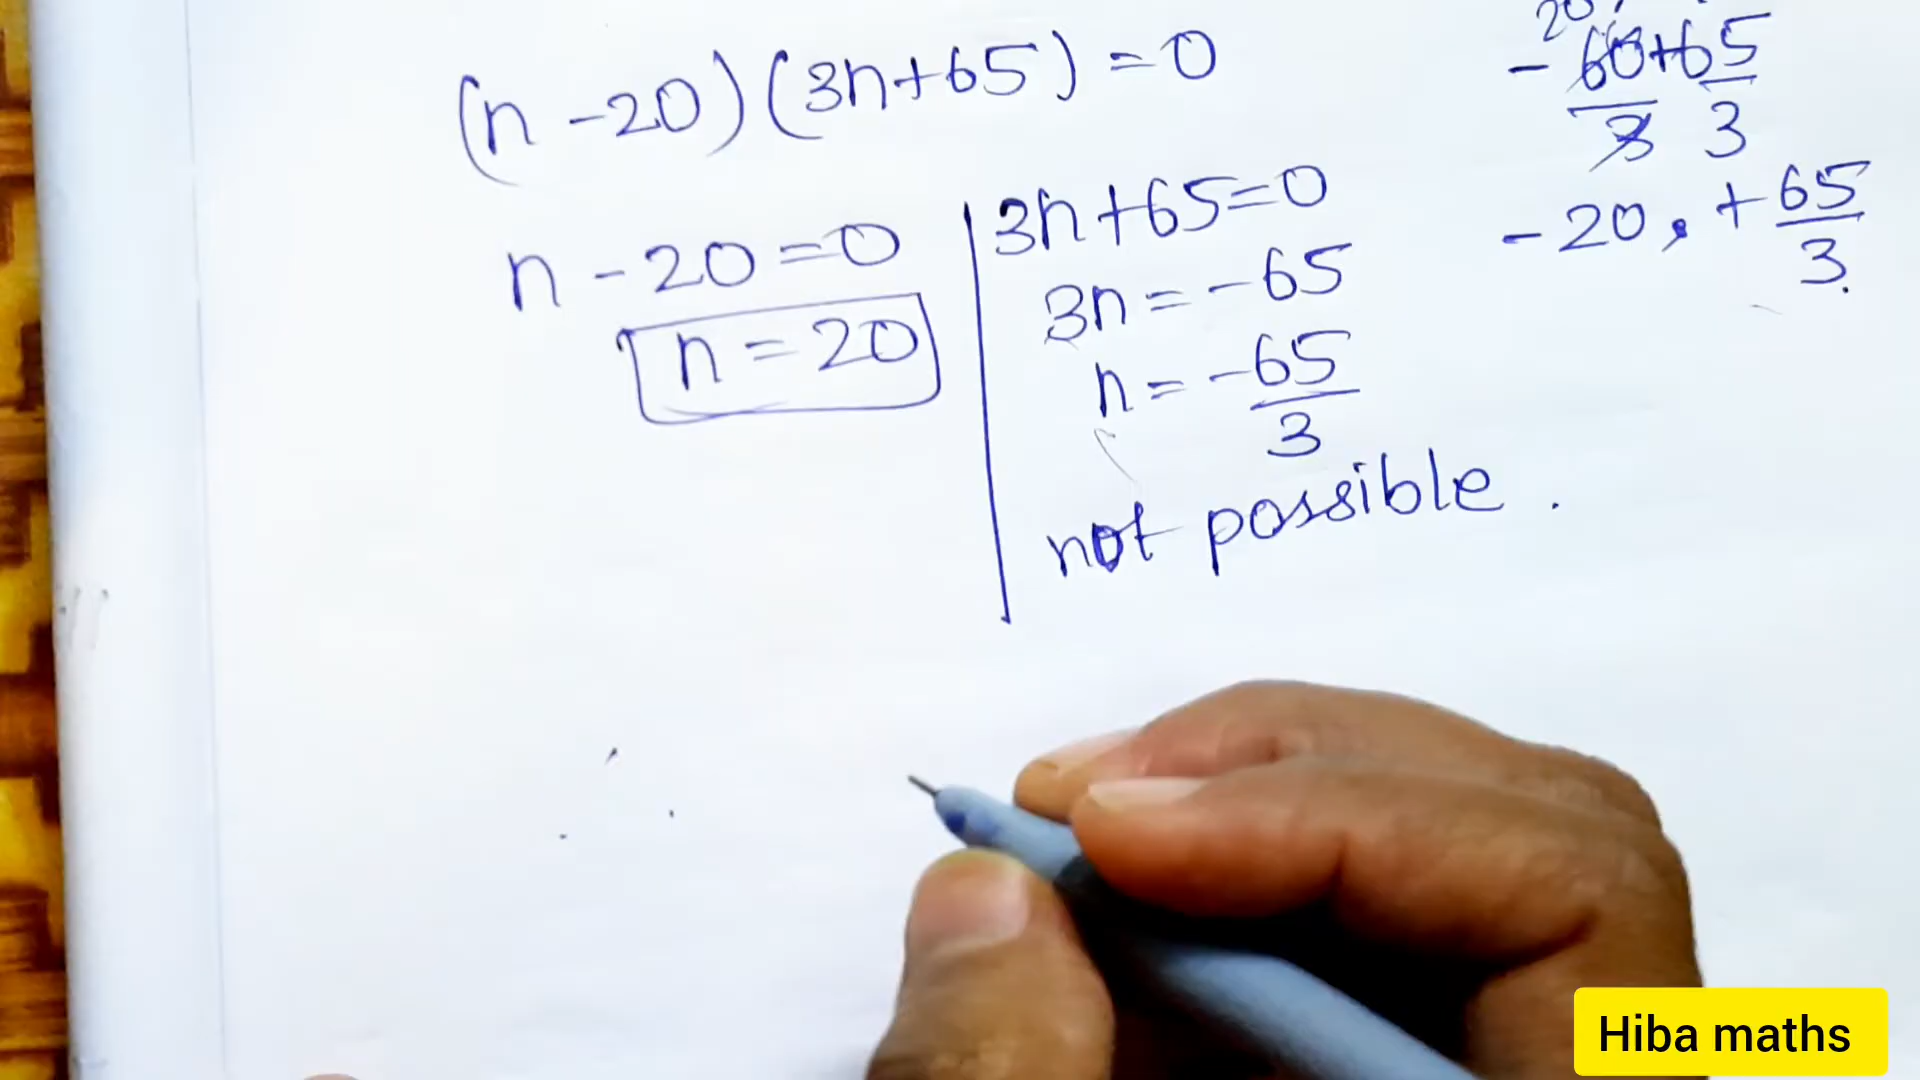 (n - 20)(3n+65) = 0
n - 20 = 0
n = 20
3n+65=0
3n = -65
n = -65
3
not possible.
20
- 60+65
3 3
- 20, + 65
3.
Hiba maths